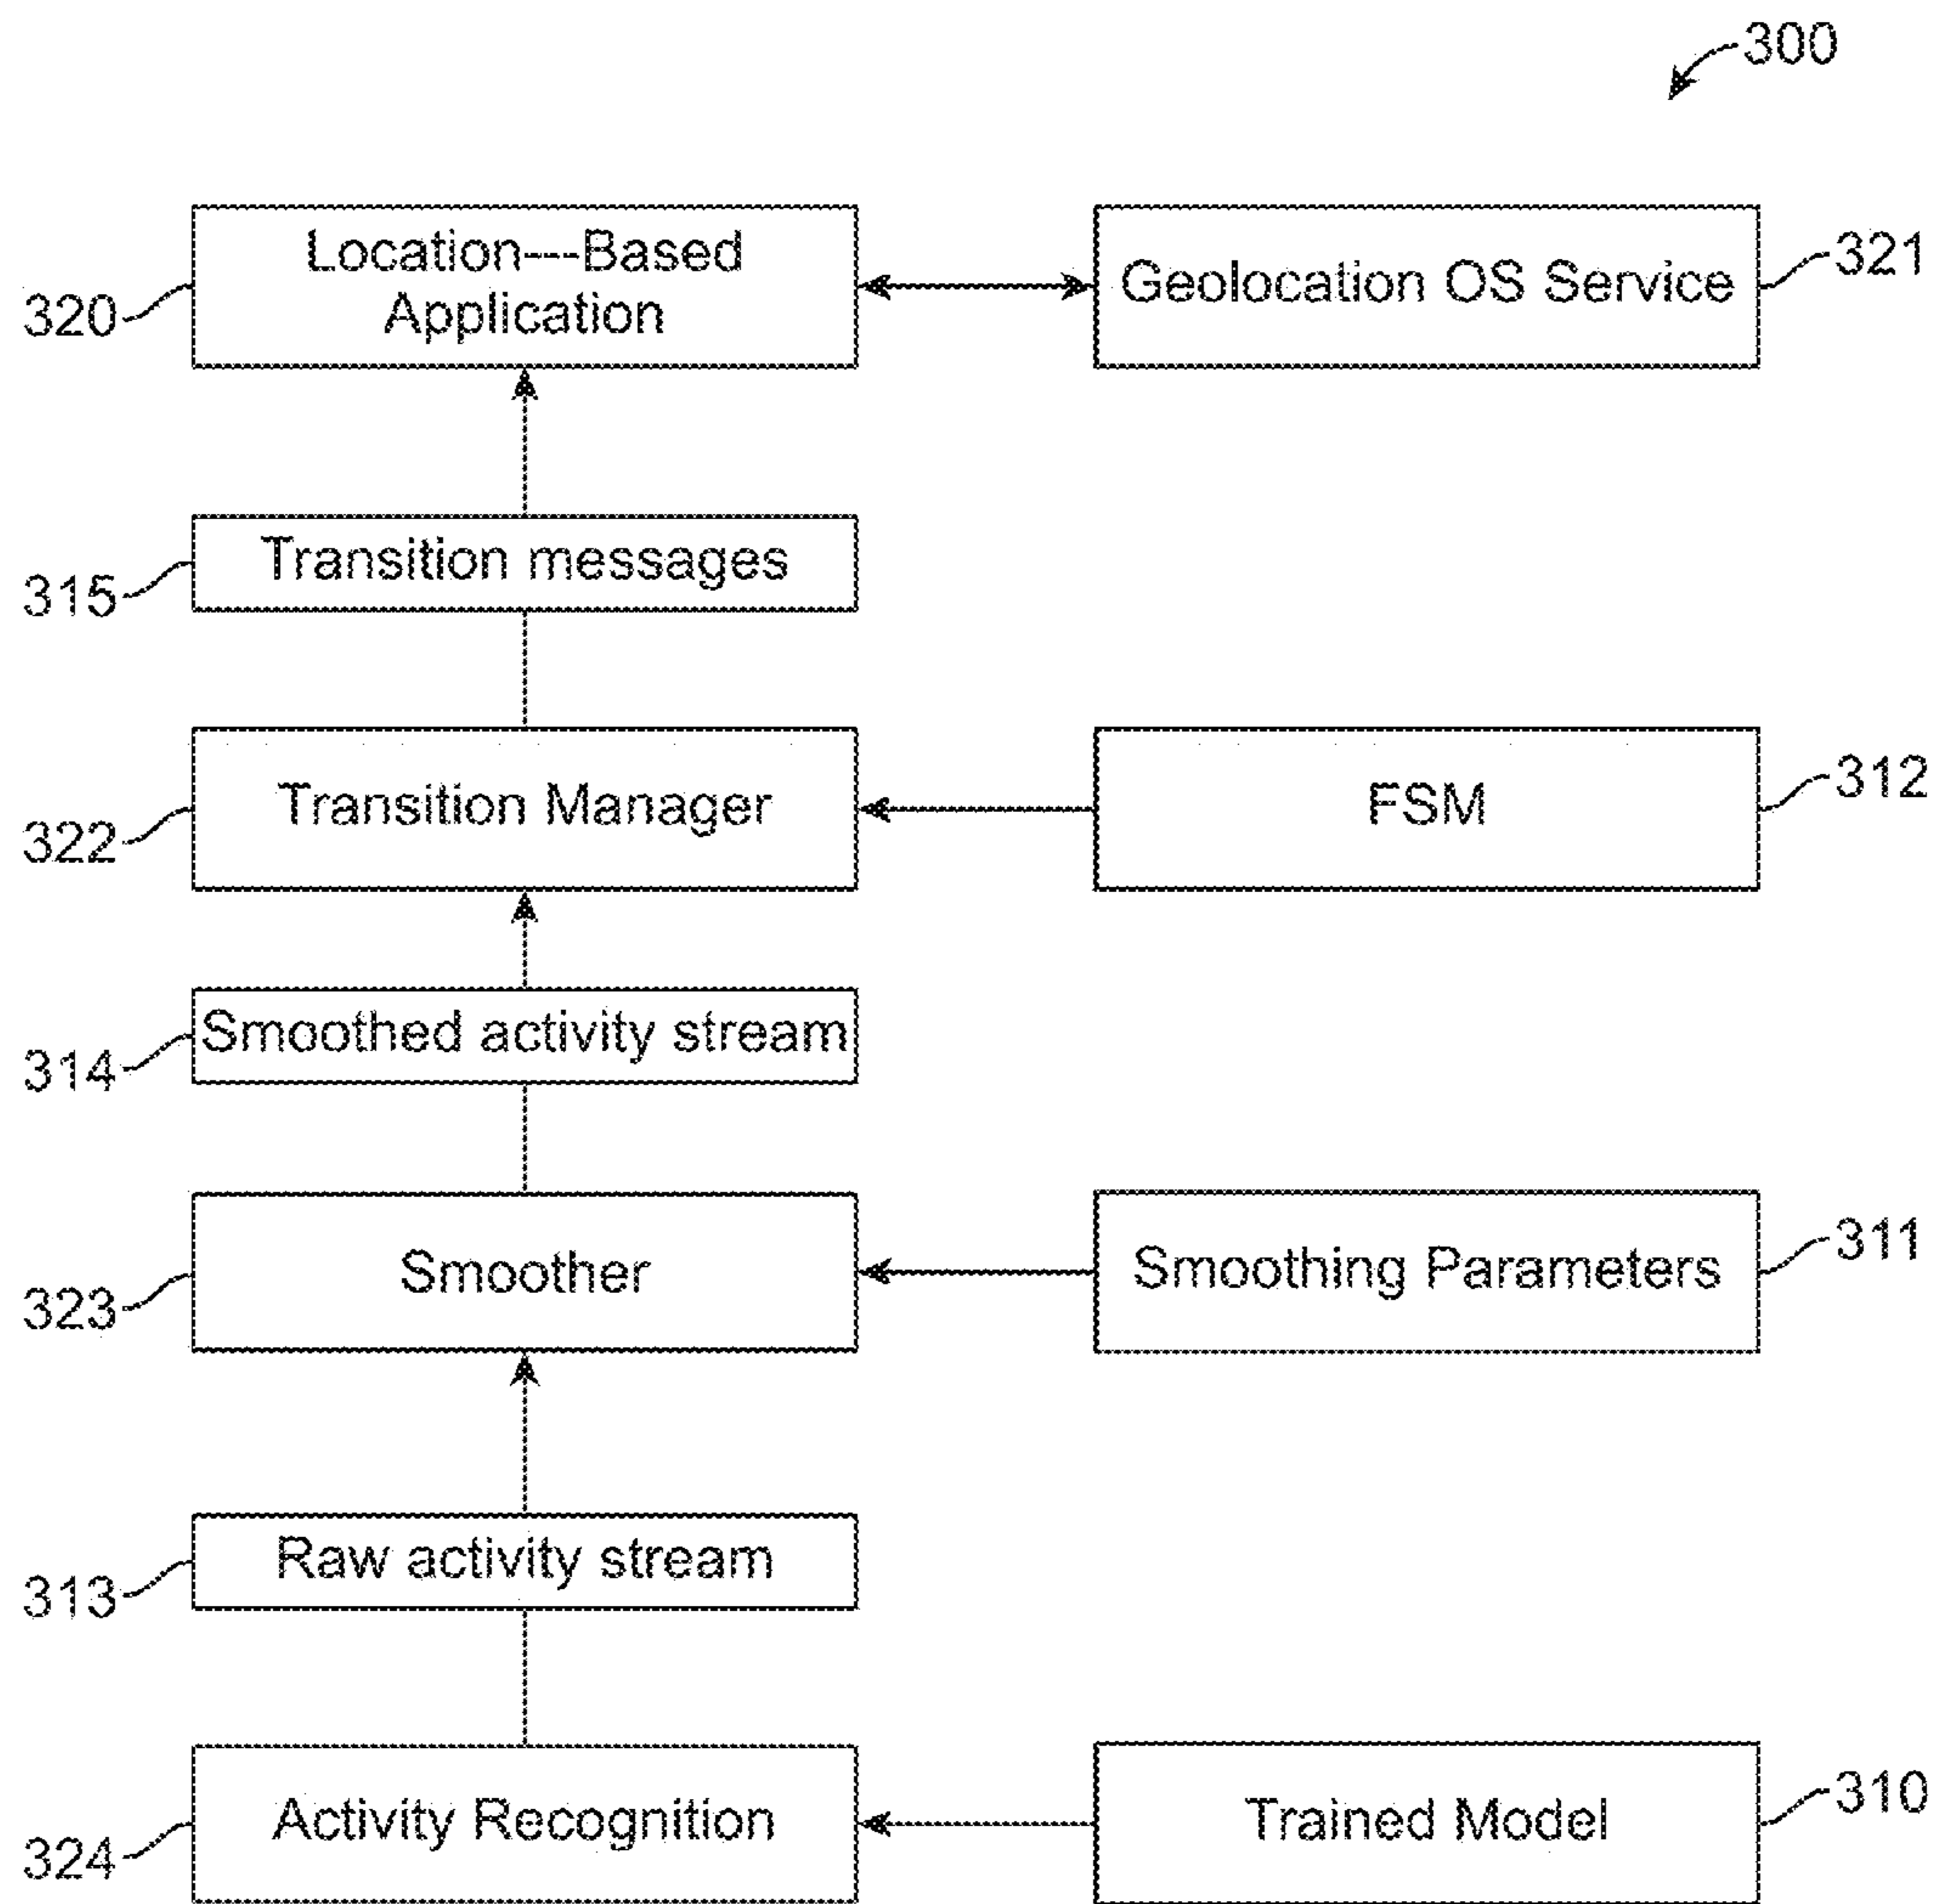 300
Location---Based
Application
320
Geolocation OS Service
321
Transition messages
315
Transition Manager
322
FSM
312
Smoothed activity stream
314
Smoother
323
Smoothing Parameters
311
Raw activity stream
313
Activity Recognition
324
Trained Model
310